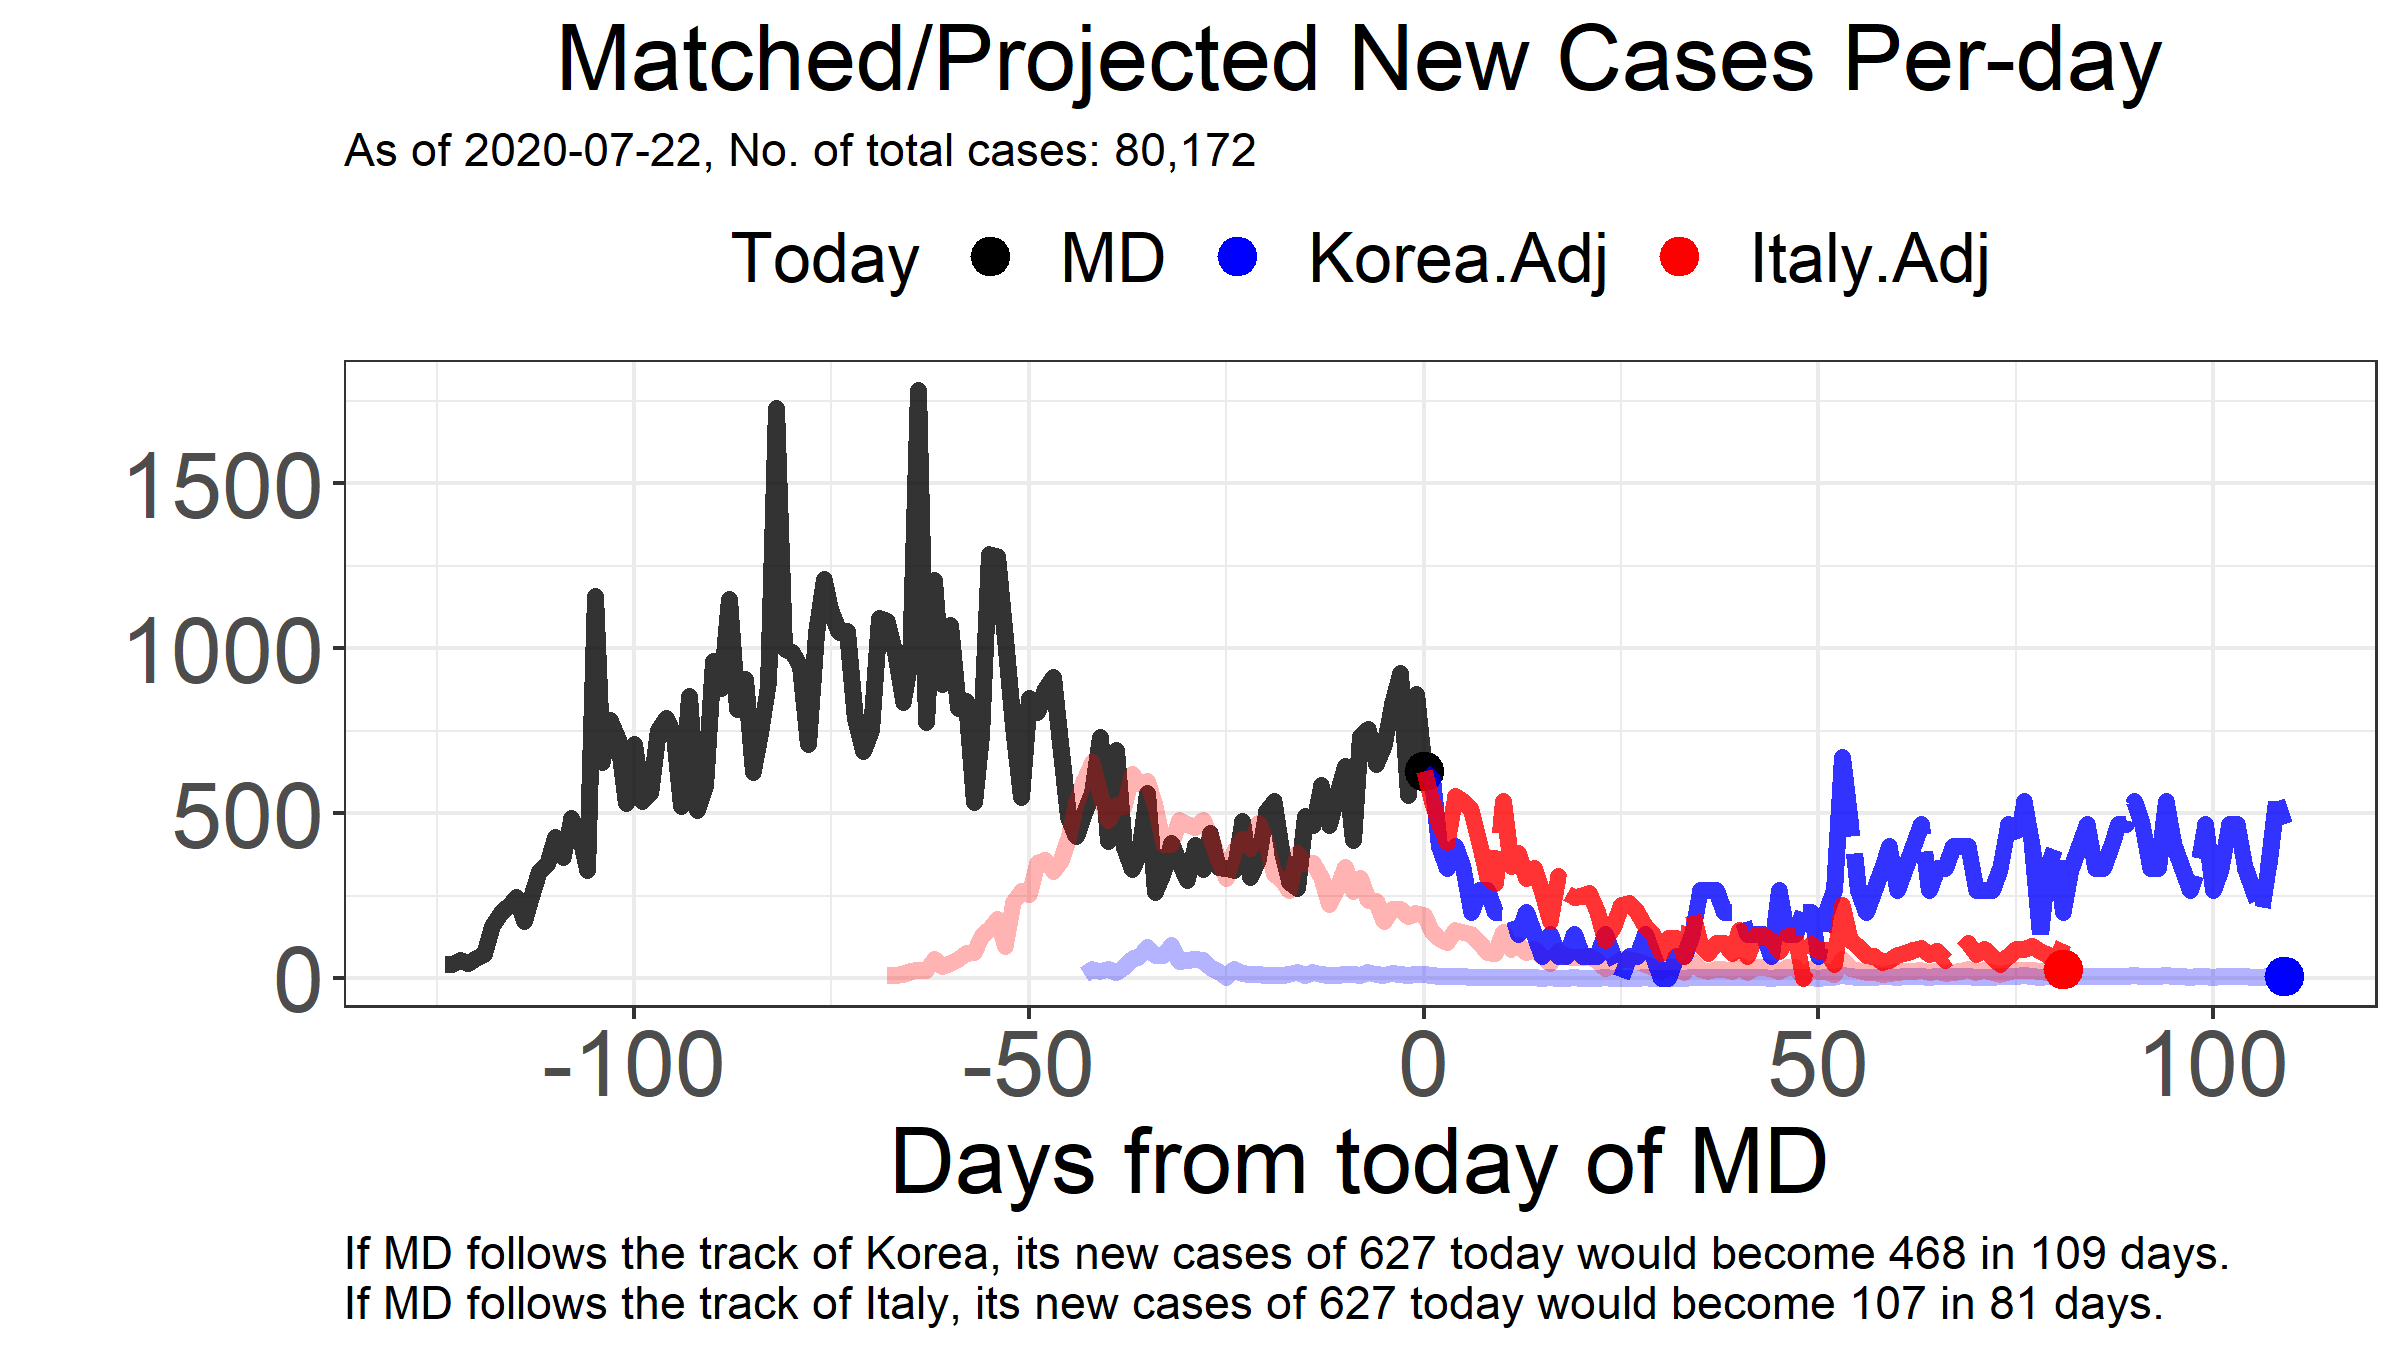 Matched/Projected New Cases Per-day
As of 2020-07-22, No. of total cases: 80,172
Today MD Korea.Adj Italy.Adj
1500
1000
500
0
-100 -50 0 50 100
Days from today of MD
If MD follows the track of Korea, its new cases of 627 today would become 468 in 109 days.
If MD follows the track of Italy, its new cases of 627 today would become 107 in 81 days.